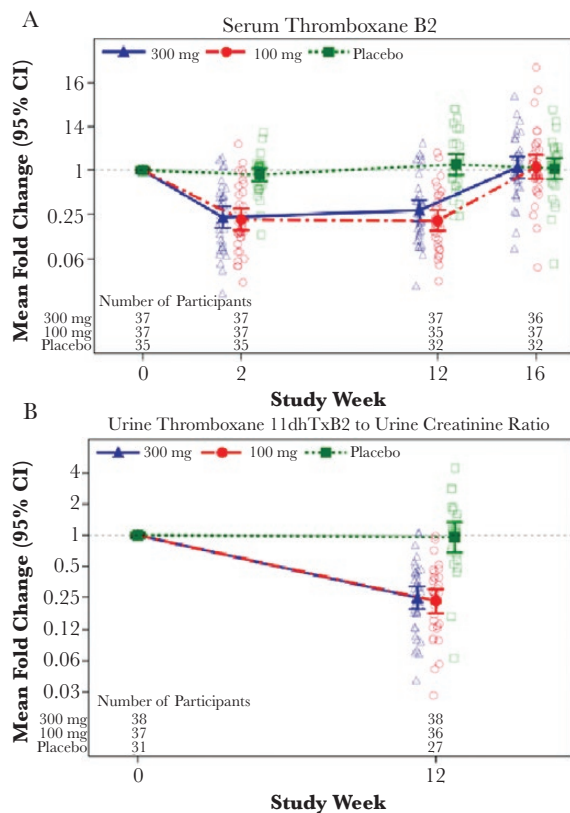 A
Serum Thromboxane B2
300 mg 100 mg Placebo
Mean Fold Change (95% CI)
16
14
1
0.25
0.06
Number of Participants
300 mg 37 37 37 36
100 mg 37 37 35 37
Placebo 35 35 32 32
0 2 12 16
Study Week
B
Urine Thromboxane 11dhTxB2 to Urine Creatinine Ratio
300 mg 100 mg Placebo
Mean Fold Change (95% CI)
4
2
1
0.5
0.25
0.12
0.06
0.03
Number of Participants
300 mg 38 38
100 mg 37 36
Placebo 31 27
0 12
Study Week